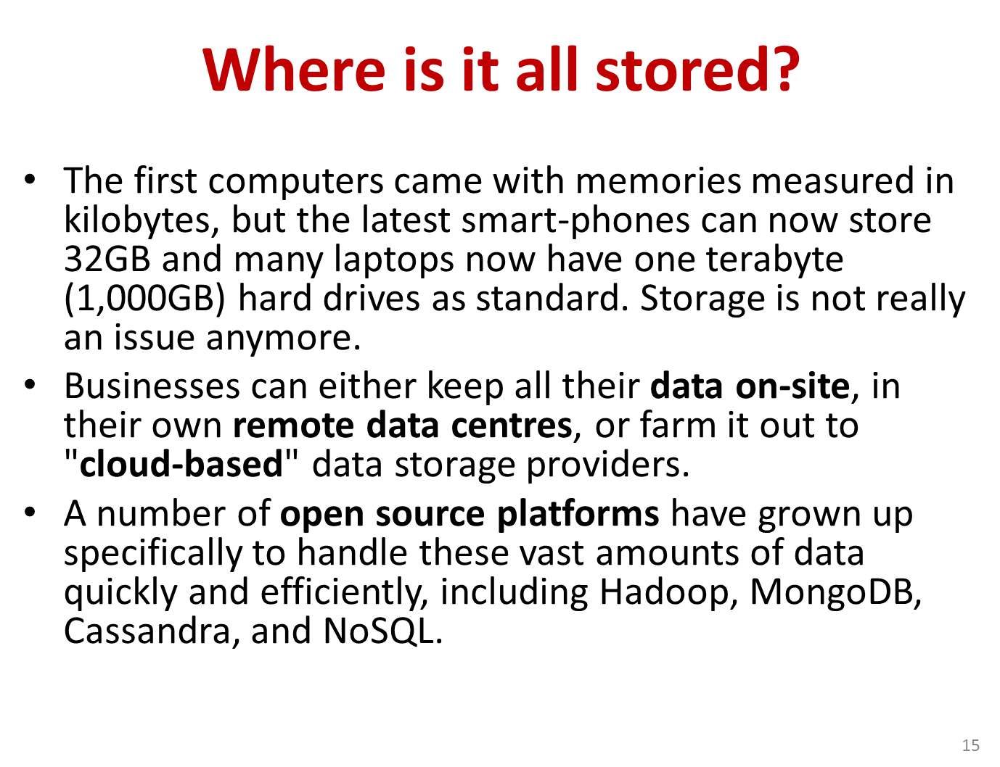 Where is it all stored?
• The first computers came with memories measured in
kilobytes, but the latest smart-phones can now store
32GB and many laptops now have one terabyte
(1,000GB) hard drives as standard. Storage is not really
an issue anymore.
• Businesses can either keep all their data on-site, in
their own remote data centres, or farm it out to
"cloud-based" data storage providers.
• A number of open source platforms have grown up
specifically to handle these vast amounts of data
quickly and efficiently, including Hadoop, MongoDB,
Cassandra, and NoSQL.
15